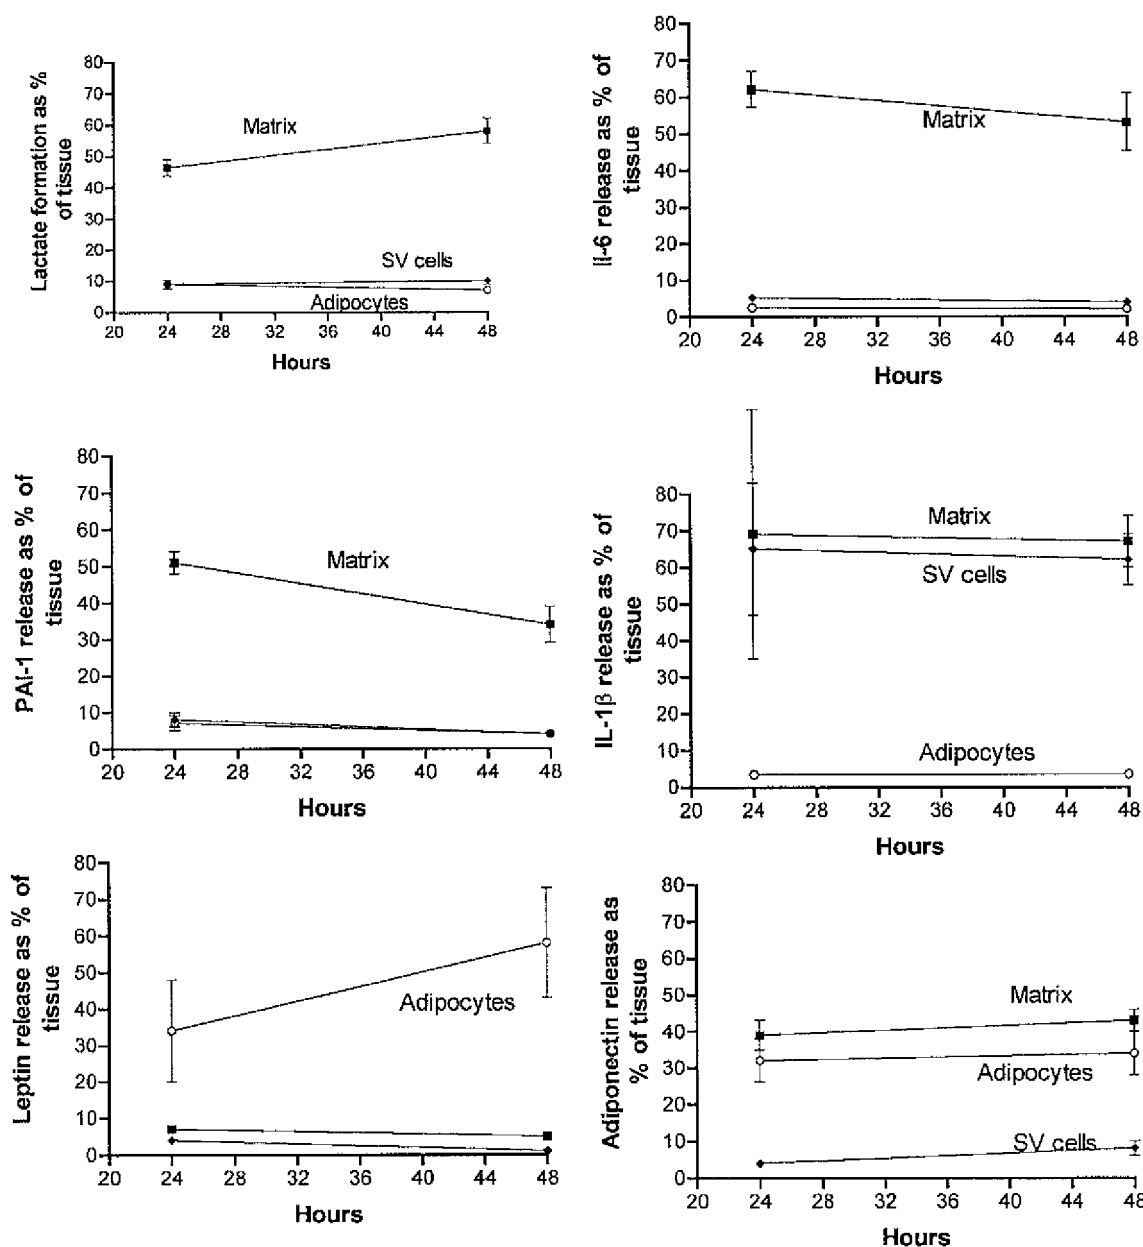 Lactate formation as %
of tissue
80
70
60
50
40
30
20
10
0
Matrix
SV cells
Adipocytes
20 24 28 32 36 40 44 48
Hours
Il-6 release as % of
tissue
80
70
60
50
40
30
20
10
0
Matrix
20 24 28 32 36 40 44 48
Hours
PAI-1 release as % of
tissue
80
70
60
50
40
30
20
10
0
Matrix
20 24 28 32 36 40 44 48
Hours
IL-1β release as % of
tissue
80
70
60
50
40
30
20
10
0
Matrix
SV cells
Adipocytes
20 24 28 32 36 40 44 48
Hours
Leptin release as % of
tissue
80
70
60
50
40
30
20
10
0
Adipocytes
20 24 28 32 36 40 44 48
Hours
Adiponectin release as
% of tissue
80
70
60
50
40
30
20
10
0
Matrix
Adipocytes
SV cells
20 24 28 32 36 40 44 48
Hours